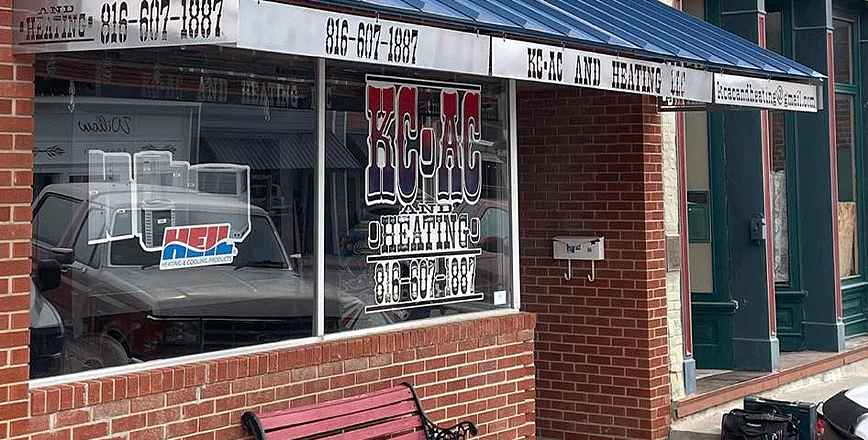 AND
HEATING 816-607-1887
816-607-1887
KC-AC AND HEATING LLC
kcacandheating@gmail.com
Willow
HEIL
HEATING & COOLING PRODUCTS
KC-AC
AND
HEATING
816-607-1887